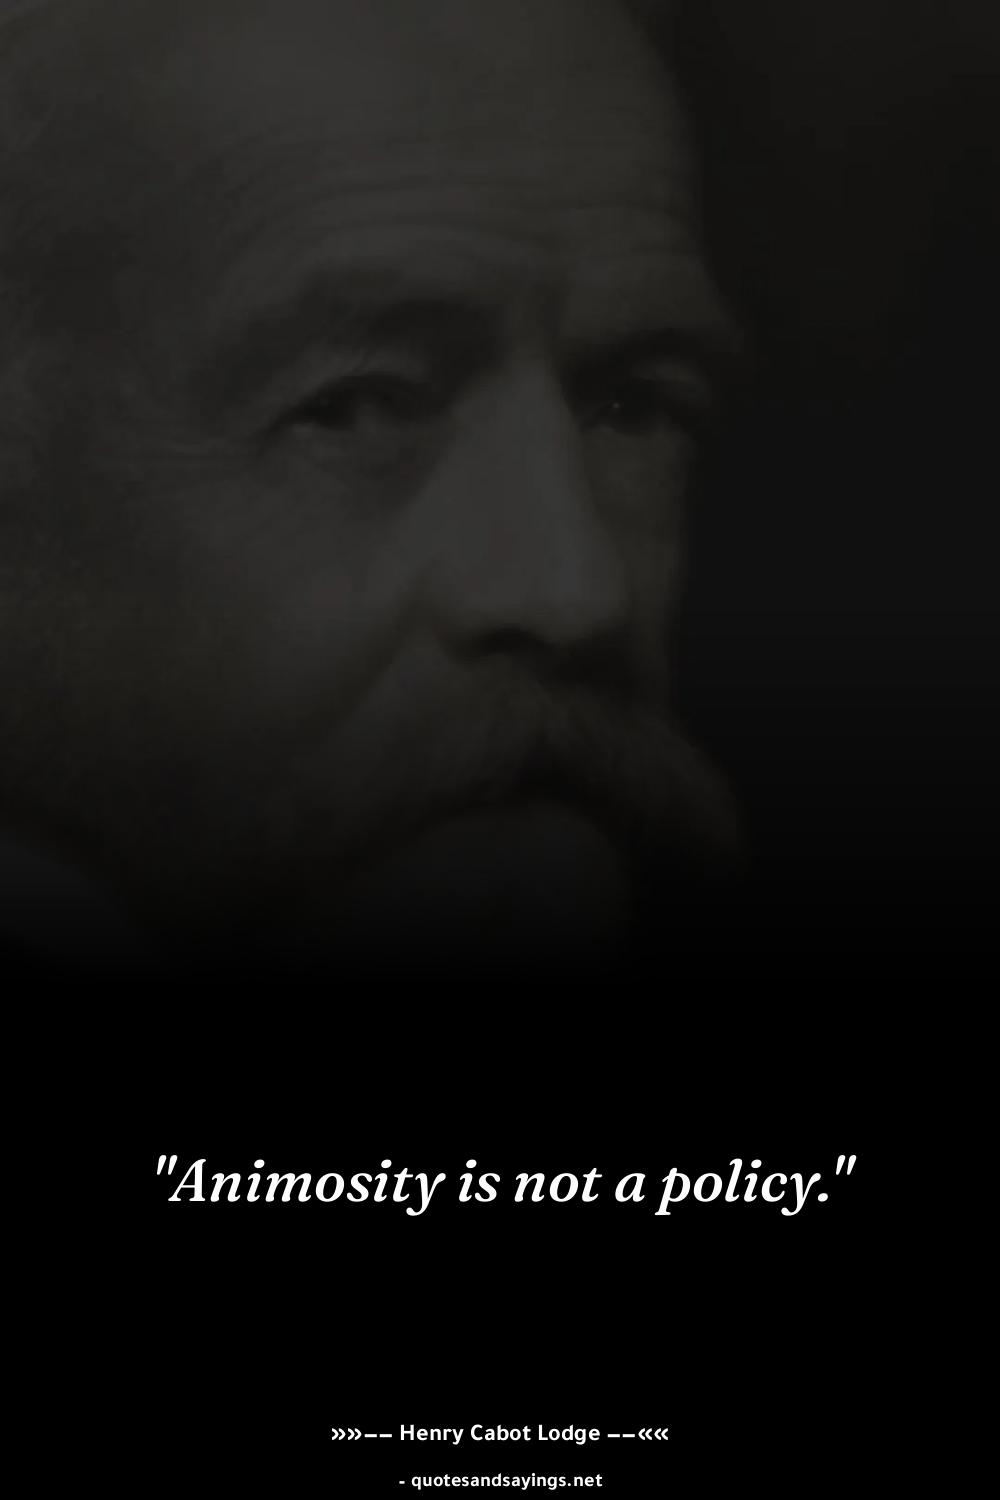 "Animosity is not a policy."
»»–– Henry Cabot Lodge ––««
- quotesandsayings.net